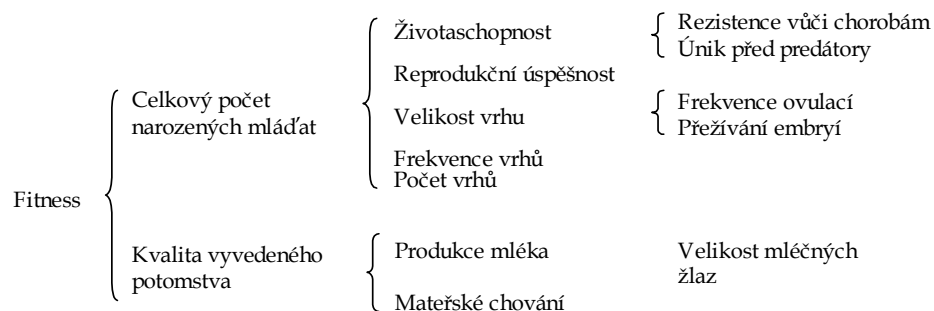 Životaschopnost
Rezistence vůči chorobám
Únik před predátory
Reprodukční úspěšnost
Celkový počet
narozených mláďat
Velikost vrhu
Frekvence ovulací
Přežívání embryí
Frekvence vrhů
Počet vrhů
Fitness
Kvalita vyvedeného
potomstva
Produkce mléka
Velikost mléčných
žlaz
Mateřské chování